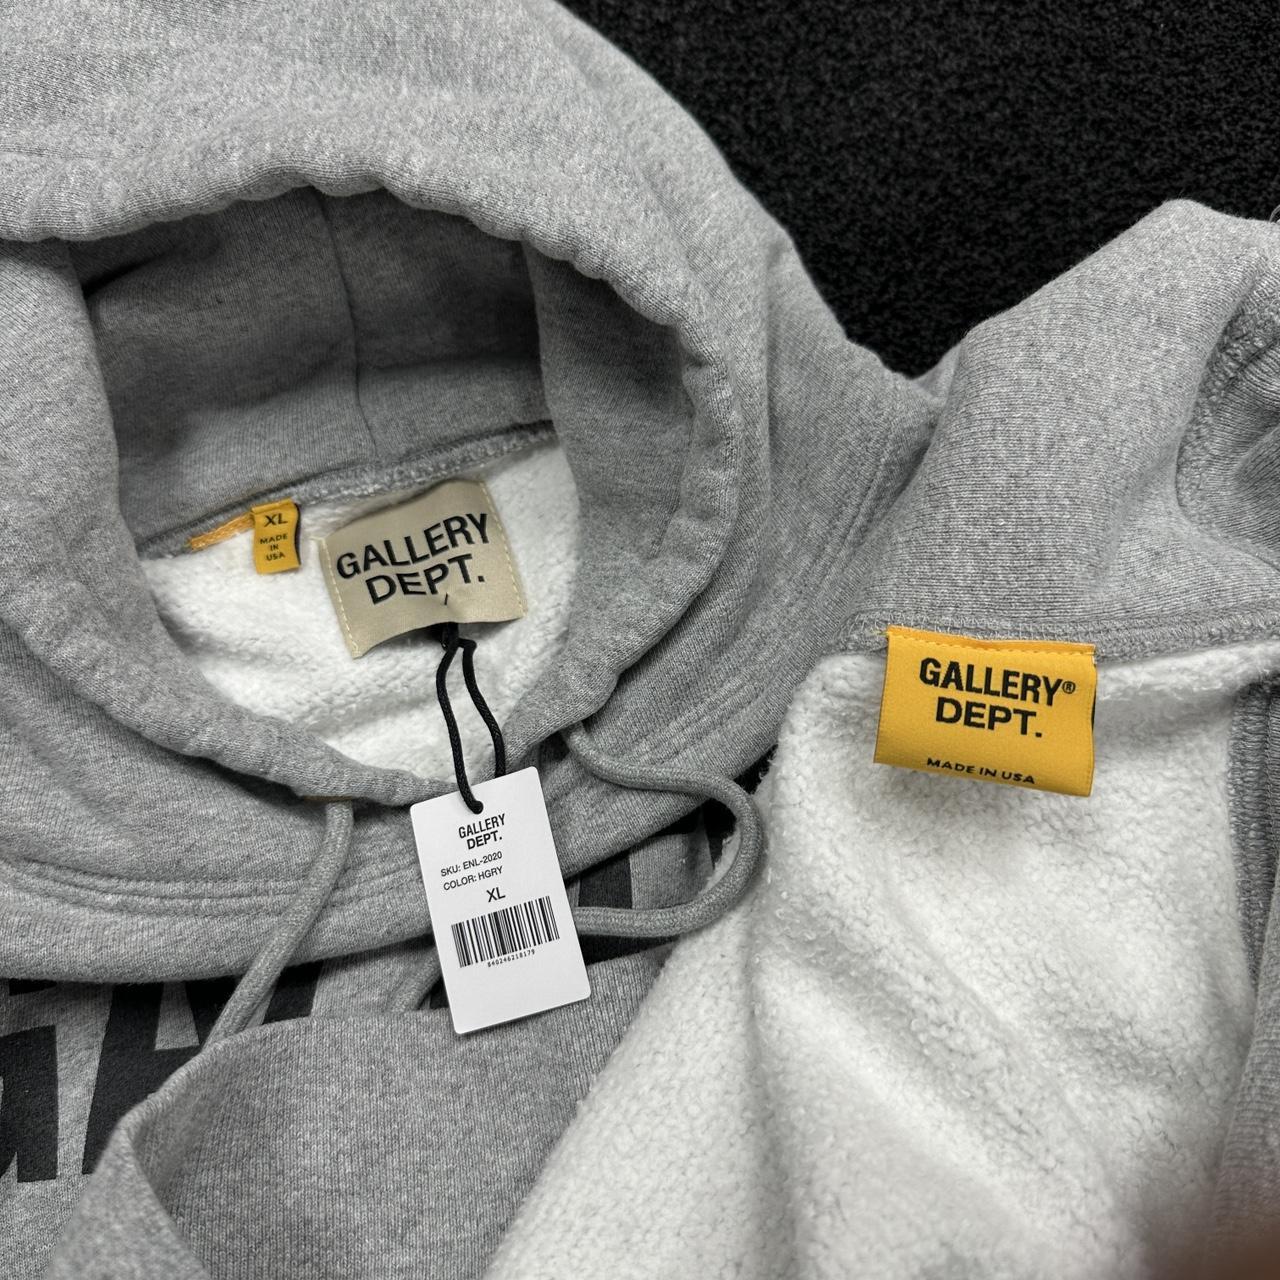 XL
MADE
IN
USA
GALLERY
DEPT.
GALLERY®
DEPT.
MADE IN USA
GALLERY
DEPT.
SKU: ENL-2020
COLOR: HGRY
XL
840246218179